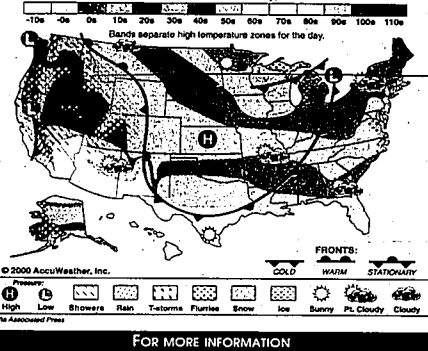 -10s -0s 0s 10s 20s 30s 40s 50s 60s 70s 80s 90s 100s 110s
Bands separate high temperature zones for the day.
L
L
L
H
FRONTS:
COLD WARM STATIONARY
© 2000 AccuWeather, Inc.
Pressure:
H L
High Low Showers Rain T-storms Flurries Snow Ice Sunny Pt. Cloudy Cloudy
Via Associated Press
FOR MORE INFORMATION